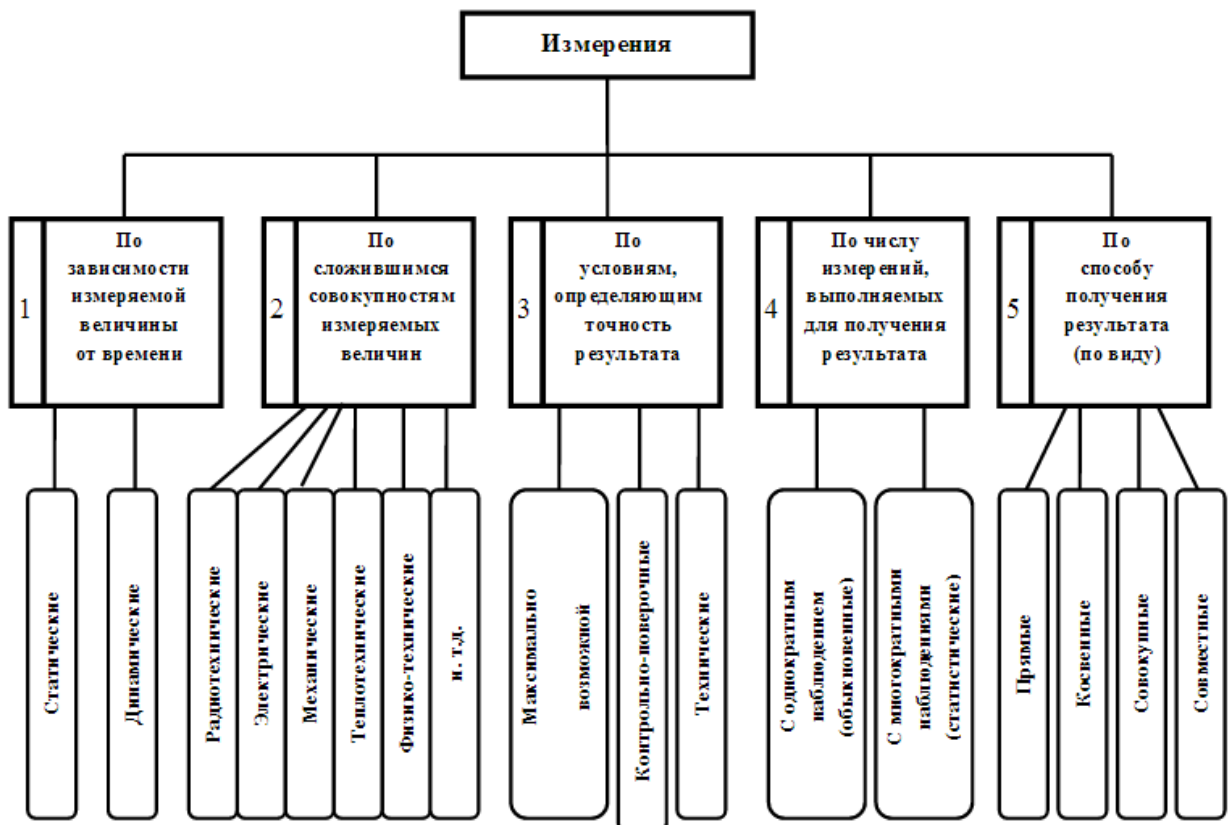 Измерения
1
По
зависимости
измеряемой
величины
от времени
2
По
сложившимся
совокупностям
измеряемых
величин
3
По
условиям,
определяющим
точность
результата
4
По числу
измерений,
выполняемых
для получения
результата
5
По
способу
получения
результата
(по виду)
Статические
Динамические
Радиотехнические
Электрические
Механические
Теплотехнические
Физико-технические
и. т.д.
Максимально
возможной
Контрольно-поверочные
Технические
С однократным
наблюдением
(обыкновенные)
С многократными
наблюдениями
(статистические)
Прямые
Косвенные
Совокупные
Совместные